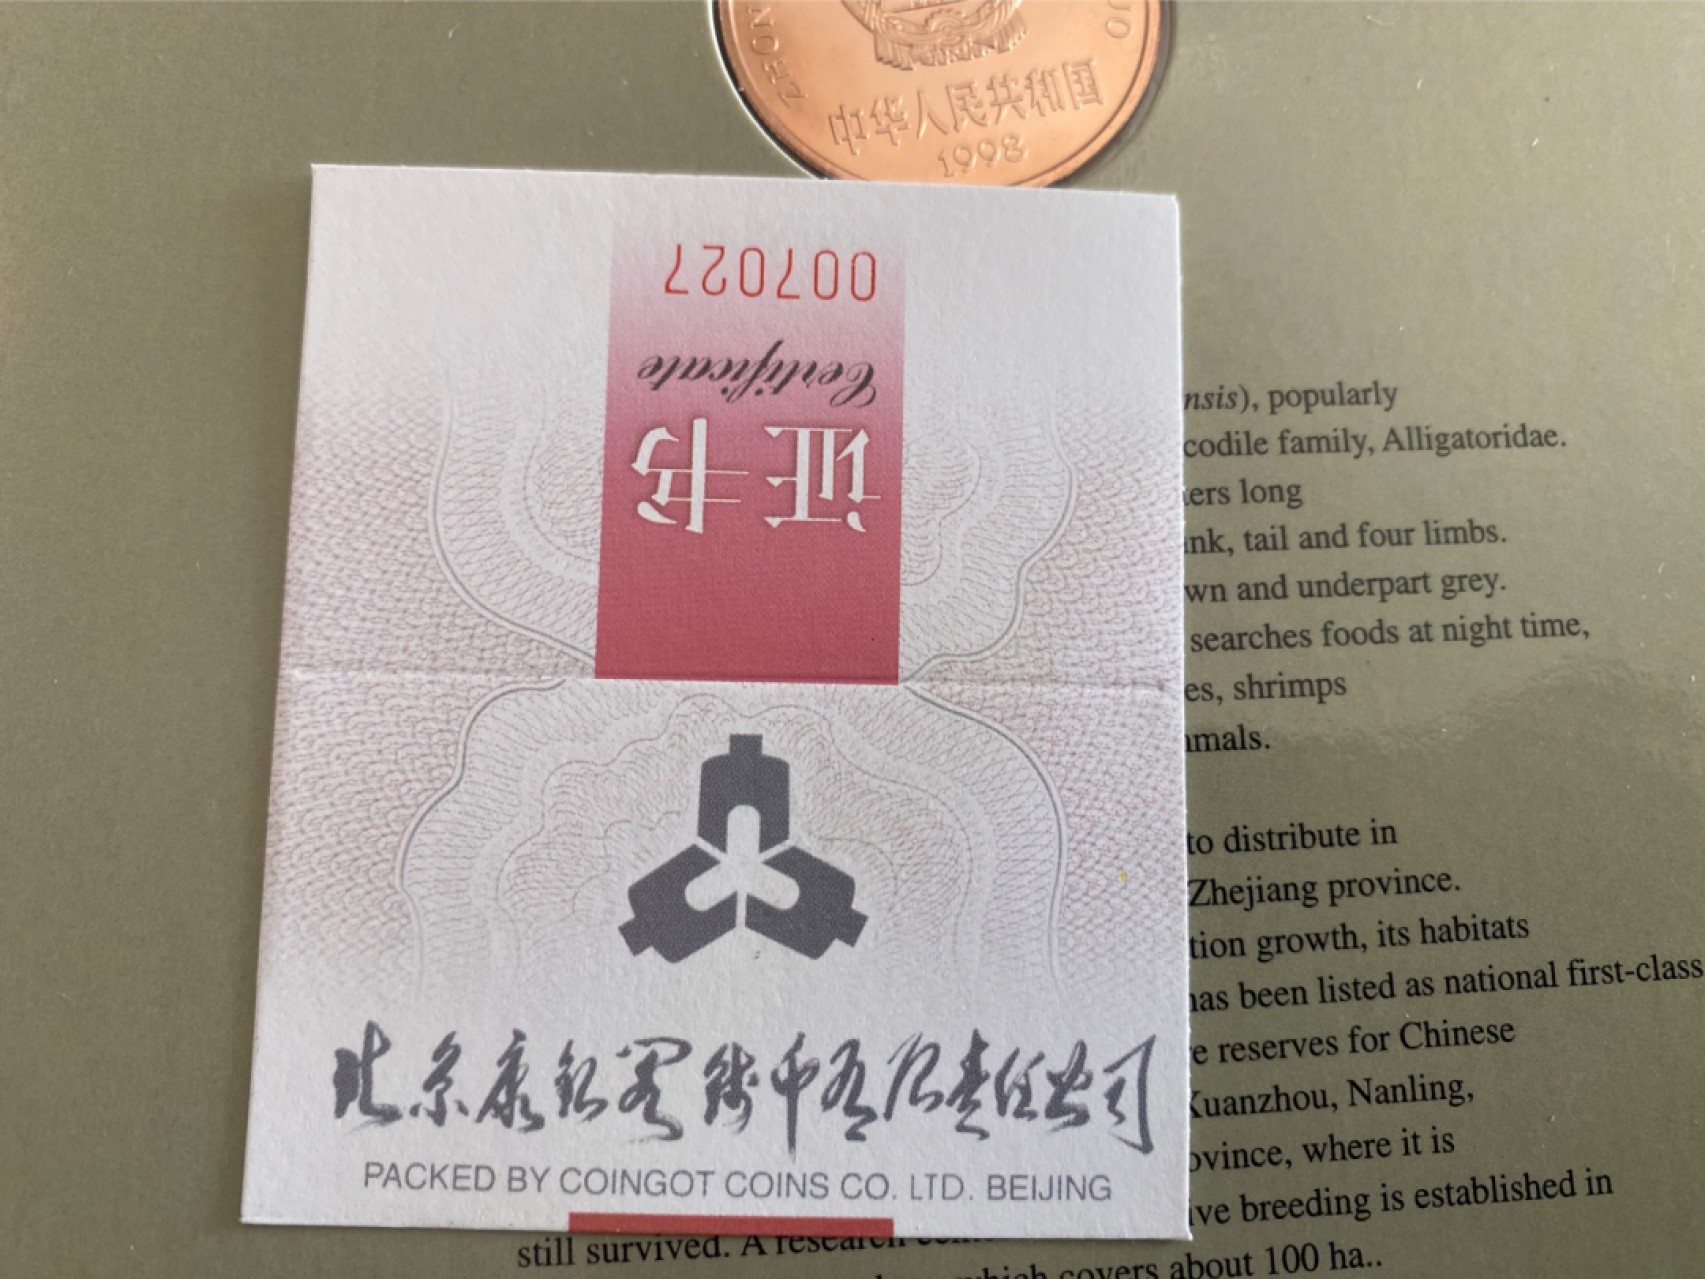 ZHON
GUO
中华人民共和国
1998
007027
Certificate
证书
北京康银阁钱币有限责任公司
PACKED BY COINGOT COINS CO. LTD. BEIJING
nsis), popularly
codile family, Alligatoridae.
ers long
nk, tail and four limbs.
wn and underpart grey.
searches foods at night time,
es, shrimps
mals.
to distribute in
Zhejiang province.
tion growth, its habitats
has been listed as national first-class
e reserves for Chinese
Xuanzhou, Nanling,
ovince, where it is
ive breeding is established in
still survived. A research
which covers about 100 ha..